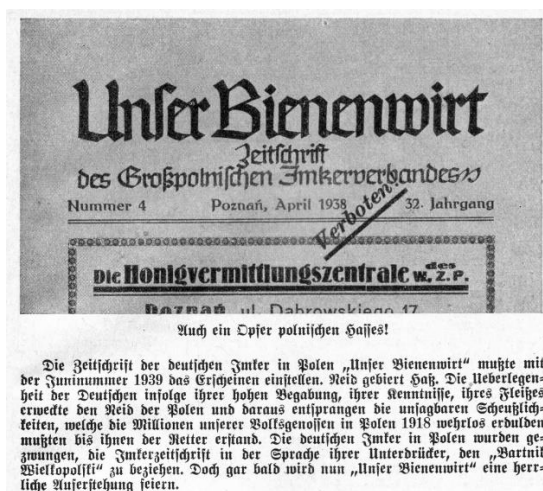 Unser Bienenwirt
Zeitschrift
des Großpolnischen Imkerverbandes
Nummer 4 Poznań, April 1938 32. Jahrgang
Verboten!
Die Honigvermittlungszentrale des W. Z. P.
Poznań, ul. Dąbrowskiego 17
Auch ein Opfer polnischen Hasses!
Die Zeitschrift der deutschen Imker in Polen „Unser Bienenwirt“ mußte mit
der Juninummer 1939 das Erscheinen einstellen. Neid gebiert Haß. Die Ueberlegen-
heit der Deutschen infolge ihrer hohen Begabung, ihrer Kenntnisse, ihres Fleißes
erweckte den Neid der Polen und daraus entsprangen die unsagbaren Scheußlich-
keiten, welche die Millionen unserer Volksgenossen in Polen 1918 wehrlos erdulden
mußten bis ihnen der Retter erstand. Die deutschen Imker in Polen wurden ge-
zwungen, die Imkerzeitschrift in der Sprache ihrer Unterdrücker, den „Bartnik
Wielkopolski“ zu beziehen. Doch gar bald wird nun „Unser Bienenwirt“ eine herr-
liche Auferstehung feiern.